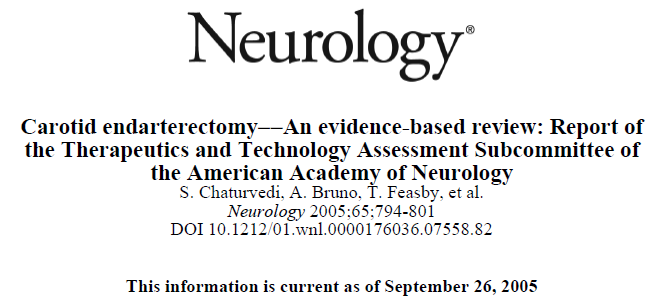 Neurology®
Carotid endarterectomy––An evidence-based review: Report of
the Therapeutics and Technology Assessment Subcommittee of
the American Academy of Neurology
S. Chaturvedi, A. Bruno, T. Feasby, et al.
Neurology 2005;65;794-801
DOI 10.1212/01.wnl.0000176036.07558.82
This information is current as of September 26, 2005